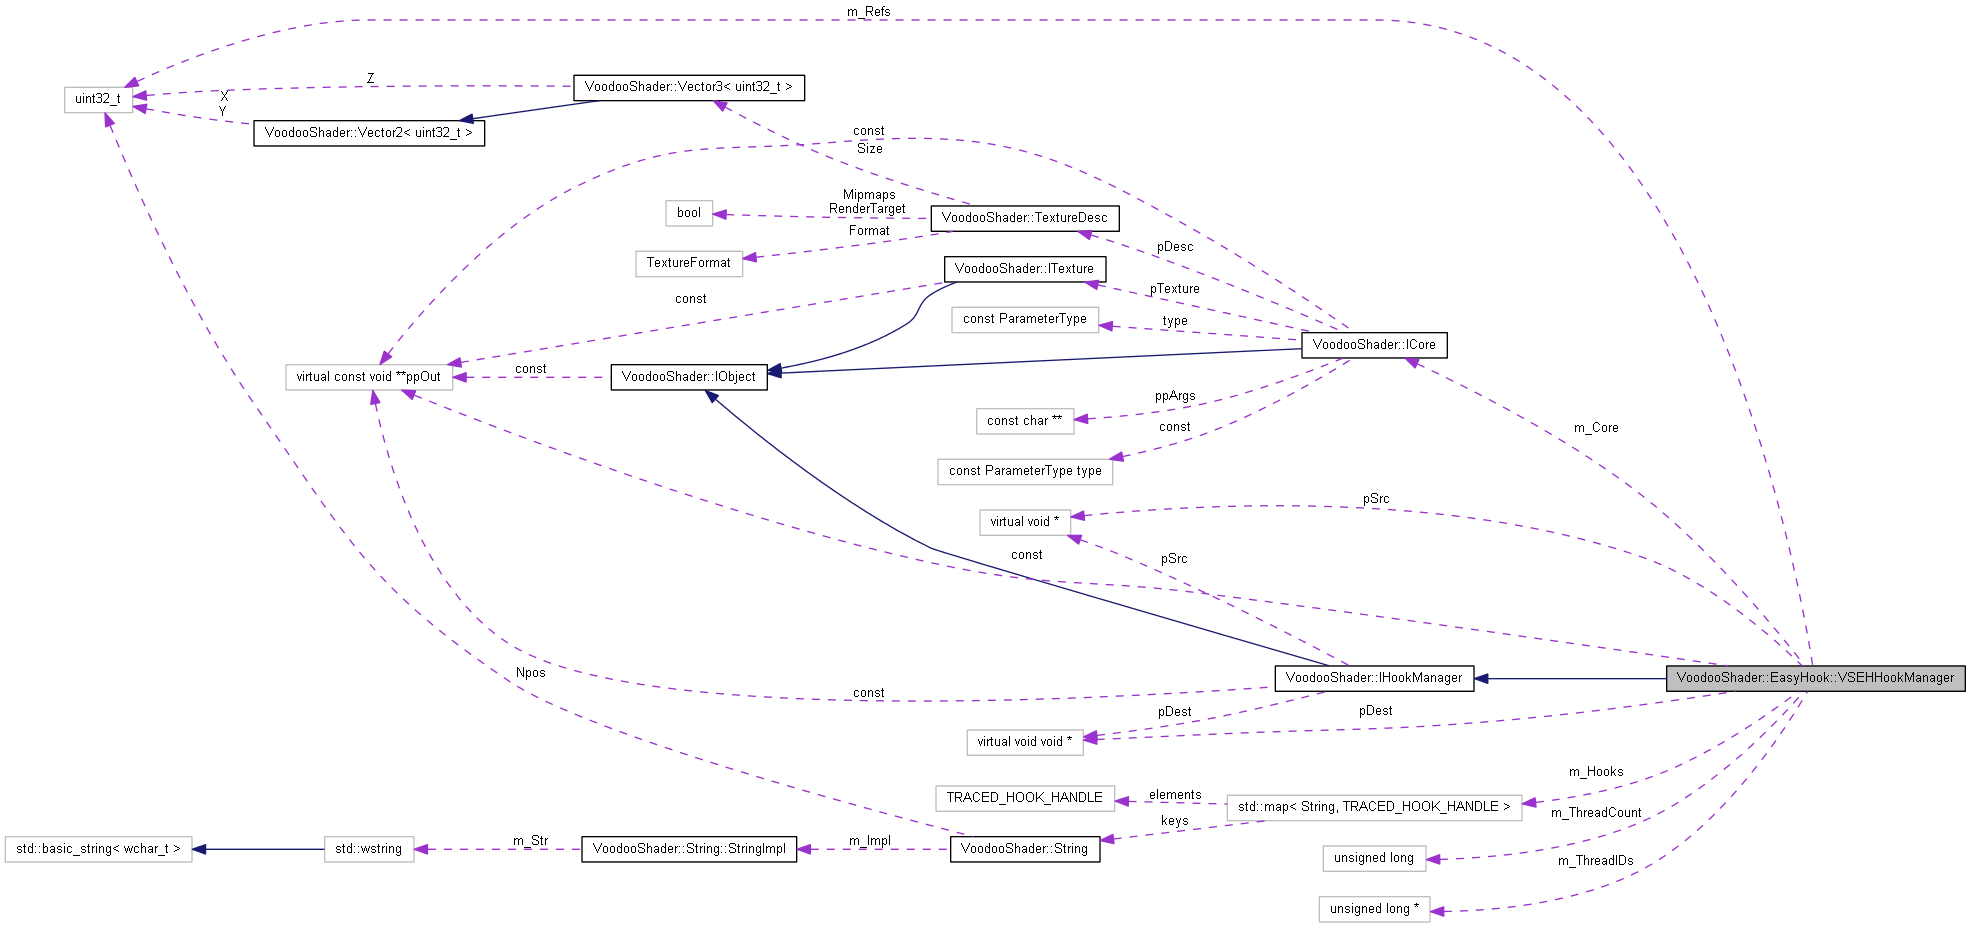 m_Refs
Z
VoodooShader::Vector3< uint32_t >
uint32_t
X
Y
VoodooShader::Vector2< uint32_t >
const
Size
Mipmaps
RenderTarget
bool
VoodooShader::TextureDesc
Format
pDesc
TextureFormat
VoodooShader::ITexture
pTexture
const
const ParameterType
type
VoodooShader::ICore
virtual const void **ppOut
const
VoodooShader::IObject
ppArgs
const char **
const
m_Core
const ParameterType type
pSrc
virtual void *
const
pSrc
Npos
const
VoodooShader::IHookManager
VoodooShader::EasyHook::VSEHHookManager
pDest
pDest
virtual void void *
m_Hooks
TRACED_HOOK_HANDLE
elements
std::map< String, TRACED_HOOK_HANDLE >
keys
m_ThreadCount
std::basic_string< wchar_t >
std::wstring
m_Str
VoodooShader::String::StringImpl
m_Impl
VoodooShader::String
unsigned long
m_ThreadIDs
unsigned long *